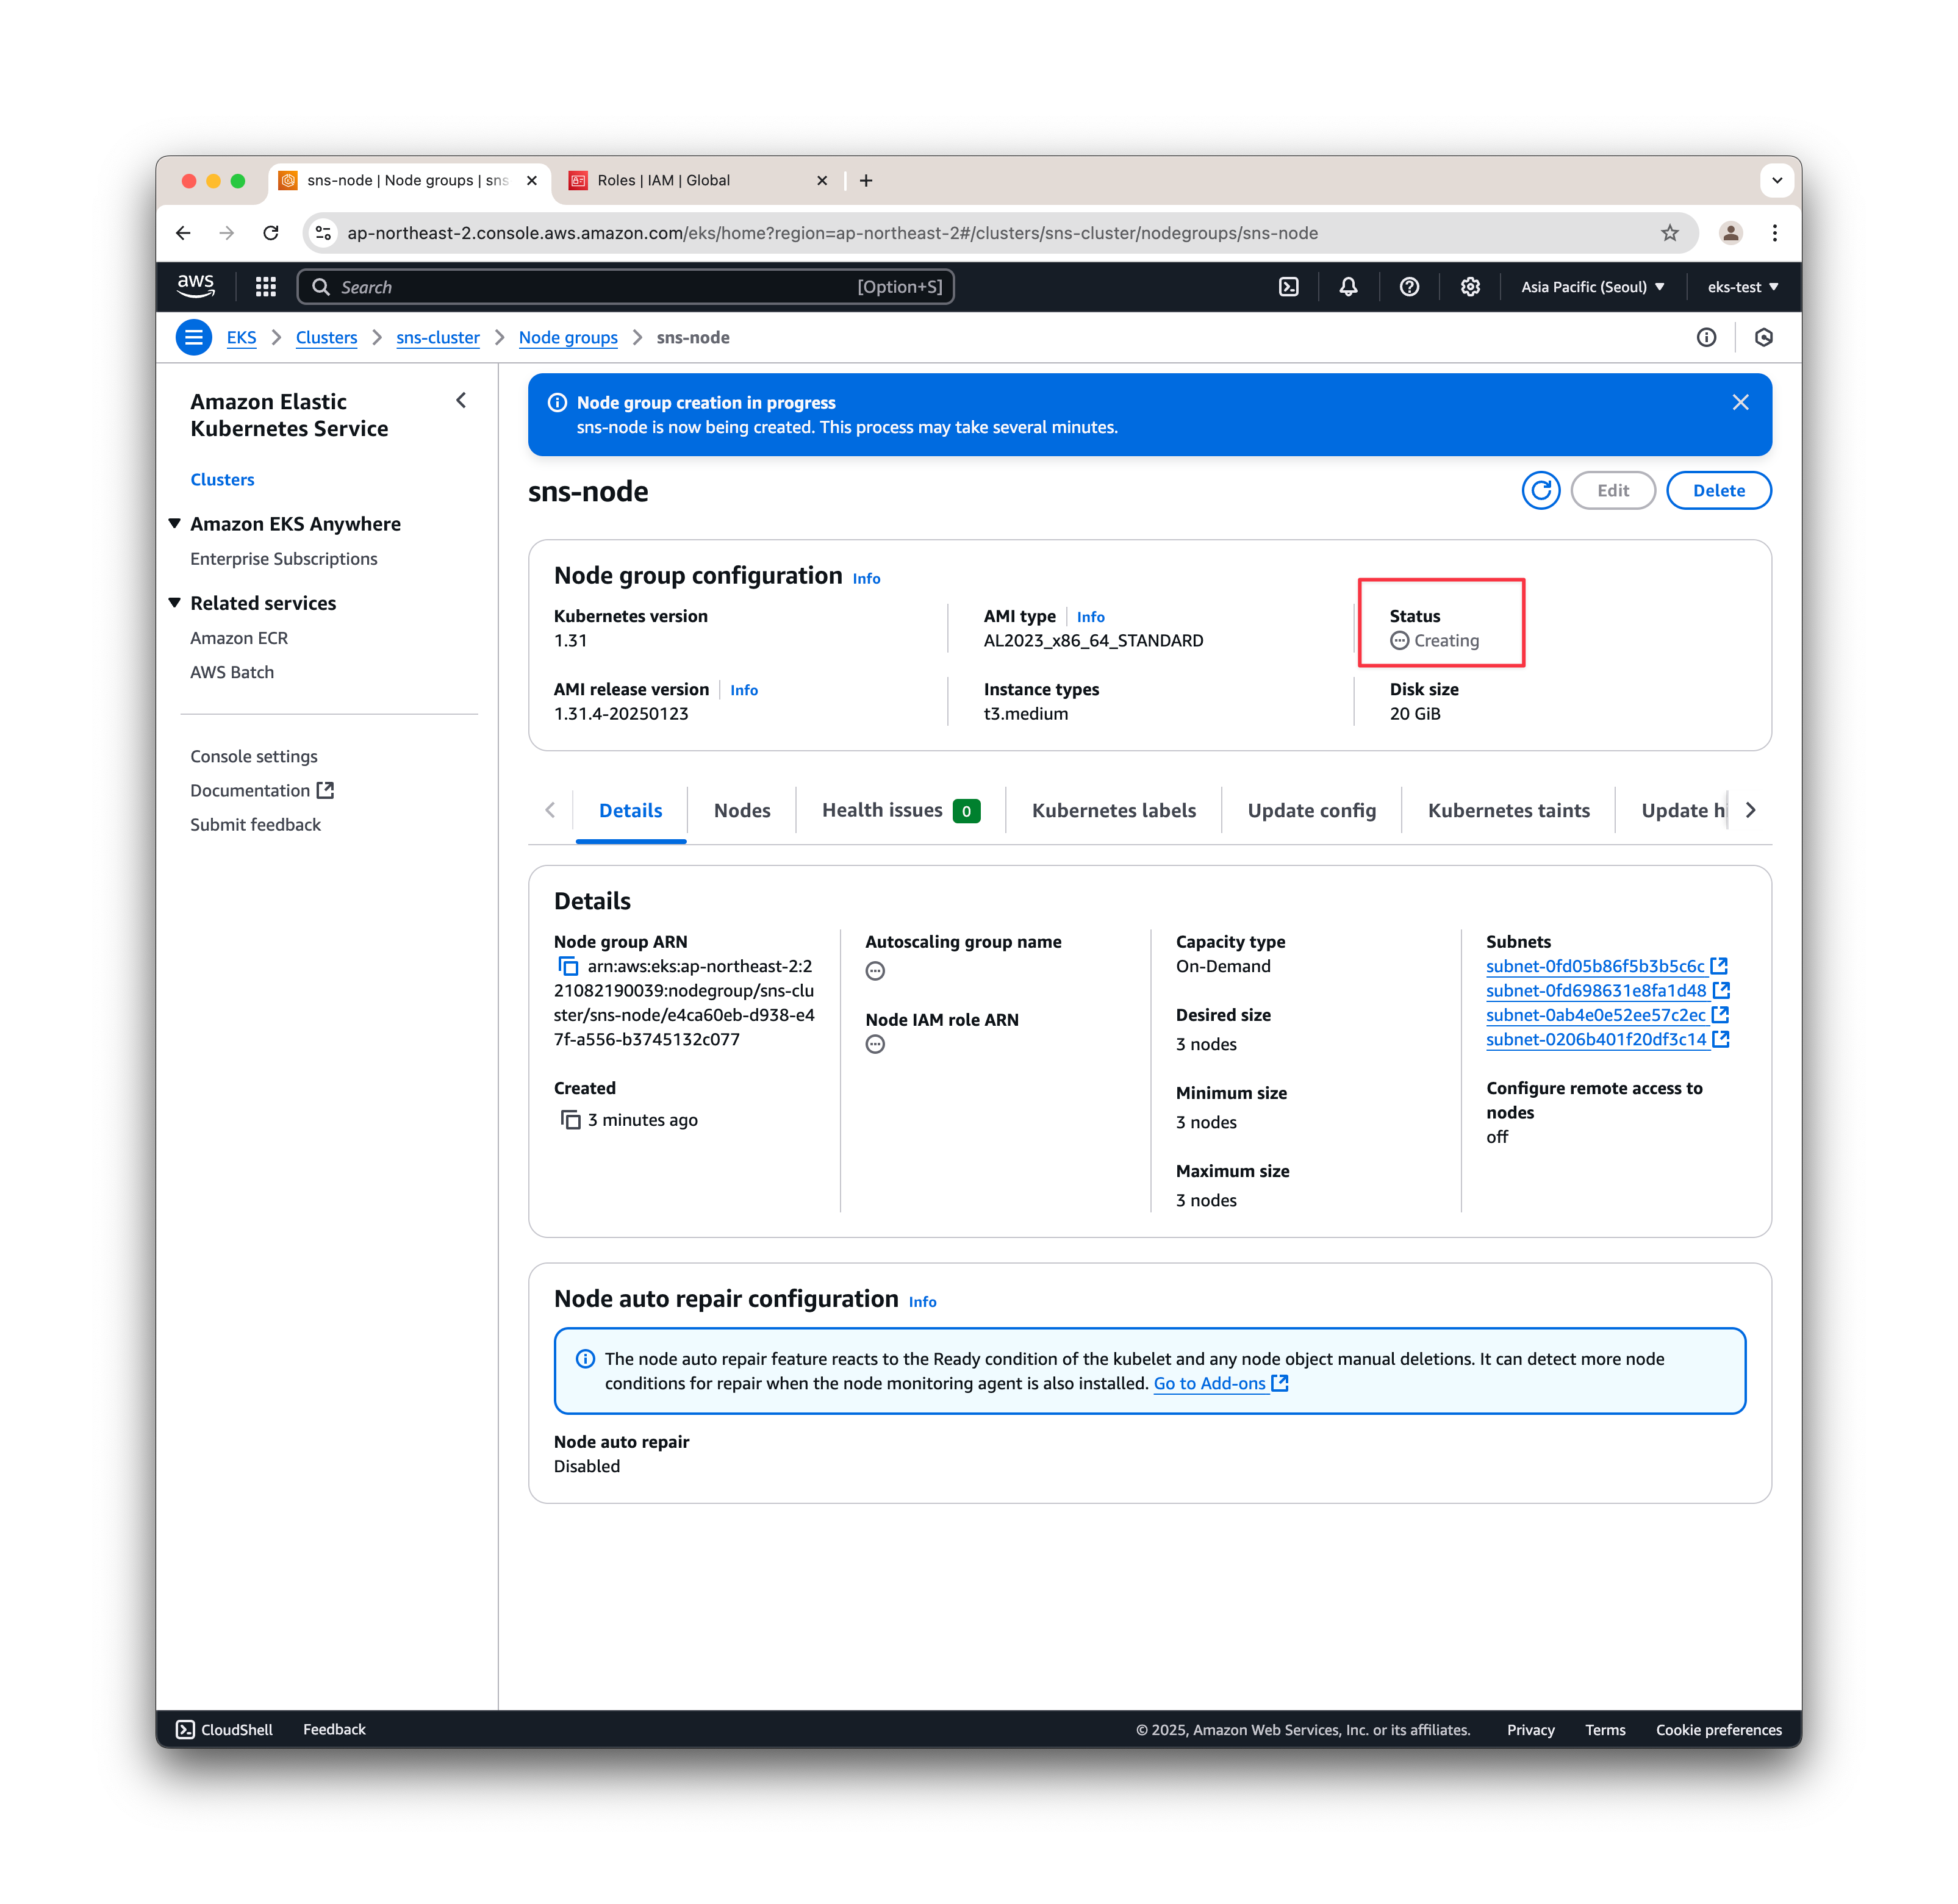 sns-node | Node groups | sns
Roles | IAM | Global
ap-northeast-2.console.aws.amazon.com/eks/home?region=ap-northeast-2#/clusters/sns-cluster/nodegroups/sns-node
aws
Search
[Option+S]
Asia Pacific (Seoul)
eks-test
EKS
Clusters
sns-cluster
Node groups
sns-node
Amazon Elastic
Kubernetes Service
Clusters
Amazon EKS Anywhere
Enterprise Subscriptions
Related services
Amazon ECR
AWS Batch
Console settings
Documentation
Submit feedback
Node group creation in progress
sns-node is now being created. This process may take several minutes.
sns-node
Edit
Delete
Node group configuration Info
Kubernetes version
1.31
AMI type Info
AL2023_x86_64_STANDARD
Status
Creating
AMI release version Info
1.31.4-20250123
Instance types
t3.medium
Disk size
20 GiB
Details
Nodes
Health issues 0
Kubernetes labels
Update config
Kubernetes taints
Update hi
Details
Node group ARN
arn:aws:eks:ap-northeast-2:2
21082190039:nodegroup/sns-clu
ster/sns-node/e4ca60eb-d938-e4
7f-a556-b3745132c077
Created
3 minutes ago
Autoscaling group name
Node IAM role ARN
Capacity type
On-Demand
Desired size
3 nodes
Minimum size
3 nodes
Maximum size
3 nodes
Subnets
subnet-0fd05b86f5b3b5c6c
subnet-0fd698631e8fa1d48
subnet-0ab4e0e52ee57c2ec
subnet-0206b401f20df3c14
Configure remote access to
nodes
off
Node auto repair configuration Info
The node auto repair feature reacts to the Ready condition of the kubelet and any node object manual deletions. It can detect more node
conditions for repair when the node monitoring agent is also installed. Go to Add-ons
Node auto repair
Disabled
CloudShell
Feedback
© 2025, Amazon Web Services, Inc. or its affiliates.
Privacy
Terms
Cookie preferences